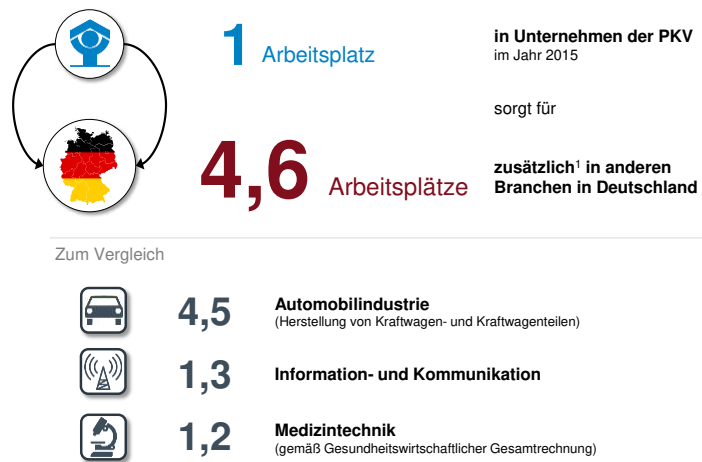 1 Arbeitsplatz
in Unternehmen der PKV
im Jahr 2015
sorgt für
4,6 Arbeitsplätze
zusätzlich¹ in anderen
Branchen in Deutschland
Zum Vergleich
4,5
Automobilindustrie
(Herstellung von Kraftwagen- und Kraftwagenteilen)
1,3
Information- und Kommunikation
1,2
Medizintechnik
(gemäß Gesundheitswirtschaftlicher Gesamtrechnung)